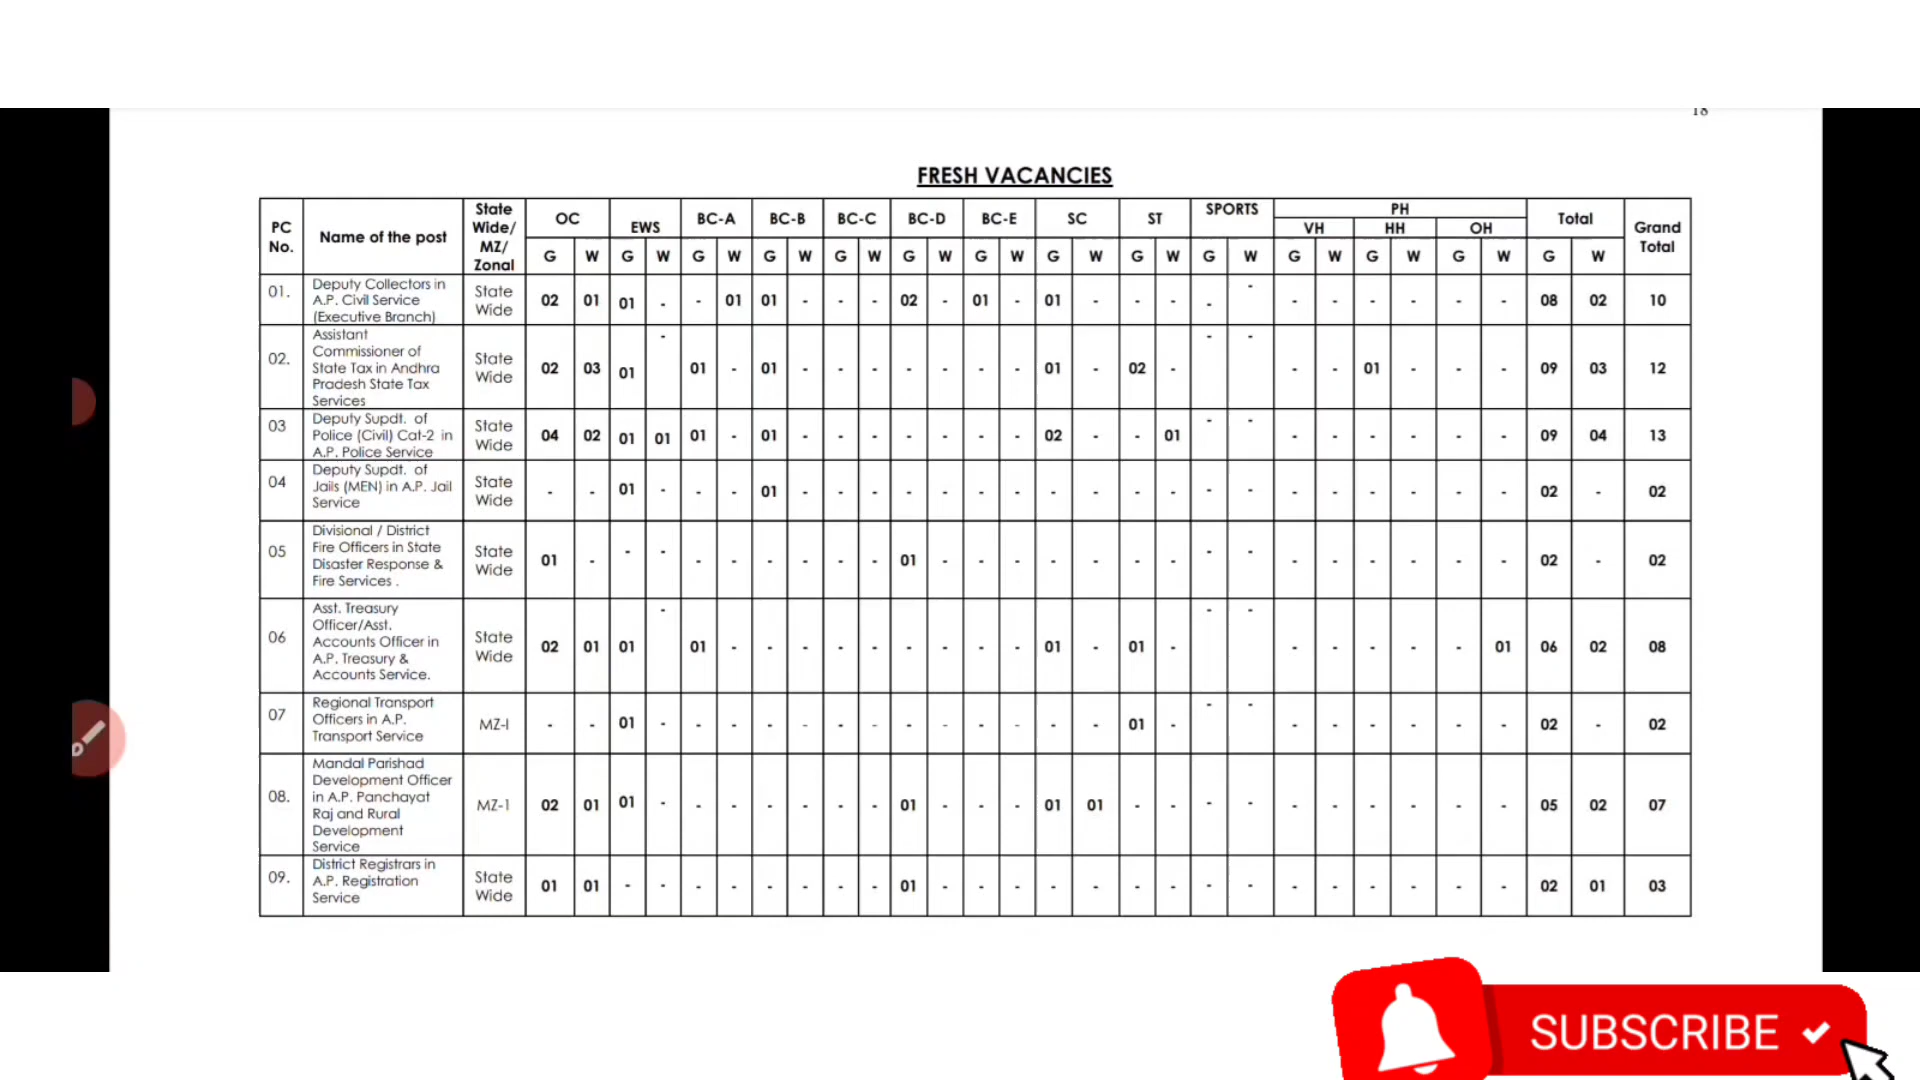 18
FRESH VACANCIES
PC No. | Name of the post | State Wide/ MZ/ Zonal | OC | EWS | BC-A | BC-B | BC-C | BC-D | BC-E | SC | ST | SPORTS | PH | Total | Grand Total
VH | HH | OH
G W G W G W G W G W G W G W G W G W G W G W G W G W G W
01. Deputy Collectors in A.P. Civil Service (Executive Branch) State Wide 02 01 01 - - 01 01 - - - 02 - 01 - 01 - - - - - - - - - - - 08 02 10
02. Assistant Commissioner of State Tax in Andhra Pradesh State Tax Services State Wide 02 03 01 - 01 - 01 - - - - - - - 01 - 02 - - - - - 01 - - - 09 03 12
03 Deputy Supdt. of Police (Civil) Cat-2 in A.P. Police Service State Wide 04 02 01 01 01 - 01 - - - - - - - 02 - - 01 - - - - - - - - 09 04 13
04 Deputy Supdt. of Jails (MEN) in A.P. Jail Service State Wide - - 01 - - - 01 - - - - - - - - - - - - - - - - - - - 02 - 02
05 Divisional / District Fire Officers in State Disaster Response & Fire Services . State Wide 01 - - - - - - - - - 01 - - - - - - - - - - - - - - - 02 - 02
06 Asst. Treasury Officer/Asst. Accounts Officer in A.P. Treasury & Accounts Service. State Wide 02 01 01 - 01 - - - - - - - - - 01 - 01 - - - - - - - - 01 06 02 08
07 Regional Transport Officers in A.P. Transport Service MZ-I - - 01 - - - - - - - - - - - - - 01 - - - - - - - - - 02 - 02
08. Mandal Parishad Development Officer in A.P. Panchayat Raj and Rural Development Service MZ-1 02 01 01 - - - - - - - 01 - - - 01 01 - - - - - - - - - - 05 02 07
09. District Registrars in A.P. Registration Service State Wide 01 01 - - - - - - - - 01 - - - - - - - - - - - - - - - 02 01 03
SUBSCRIBE